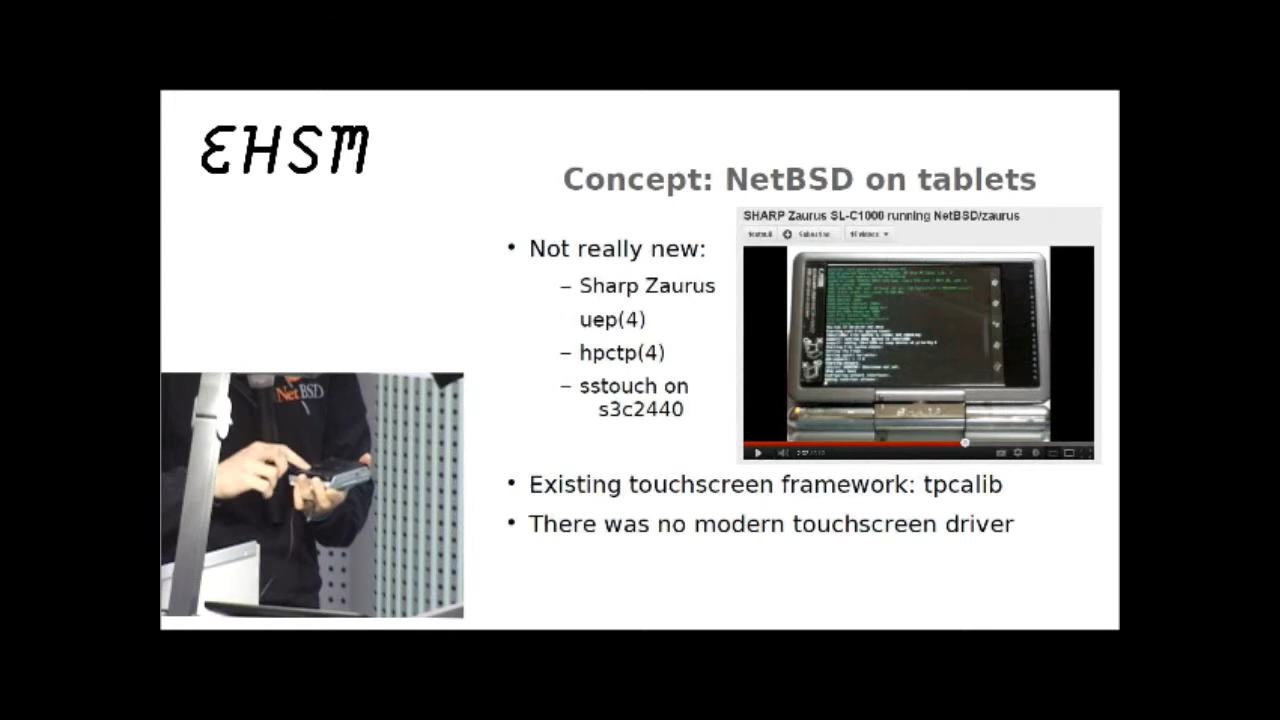 EHSM
Concept: NetBSD on tablets
• Not really new:
– Sharp Zaurus
uep(4)
– hpctp(4)
– sstouch on
s3c2440
SHARP Zaurus SL-C1000 running NetBSD/zaurus
• Existing touchscreen framework: tpcalib
• There was no modern touchscreen driver
NetBSD